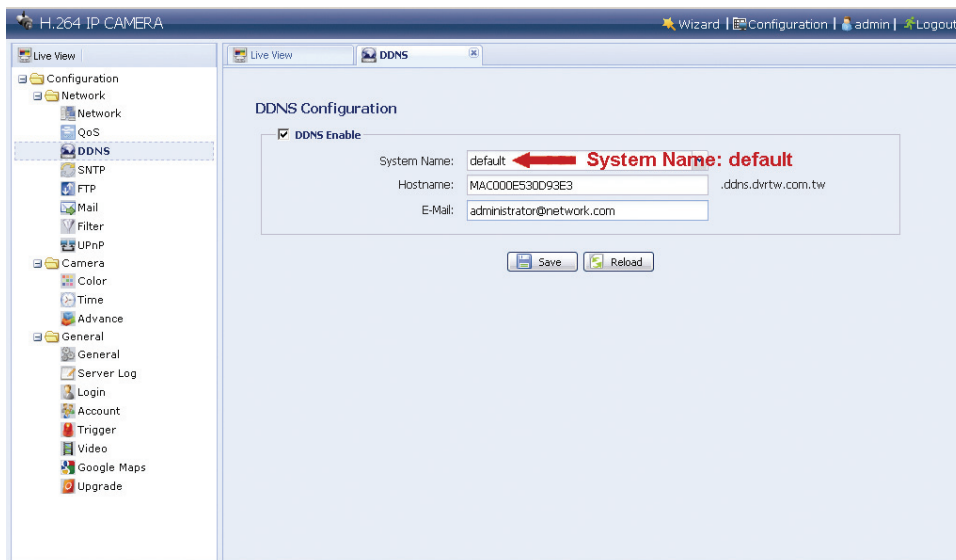 H.264 IP CAMERA
Wizard | Configuration | admin | Logout
Live View
Configuration
Network
Network
QoS
DDNS
SNTP
FTP
Mail
Filter
UPnP
Camera
Color
Time
Advance
General
General
Server Log
Login
Account
Trigger
Video
Google Maps
Upgrade
Live View
DDNS
DDNS Configuration
DDNS Enable
System Name: default System Name: default
Hostname: MAC000E530D93E3 .ddns.dvrtw.com.tw
E-Mail: administrator@network.com
Save Reload